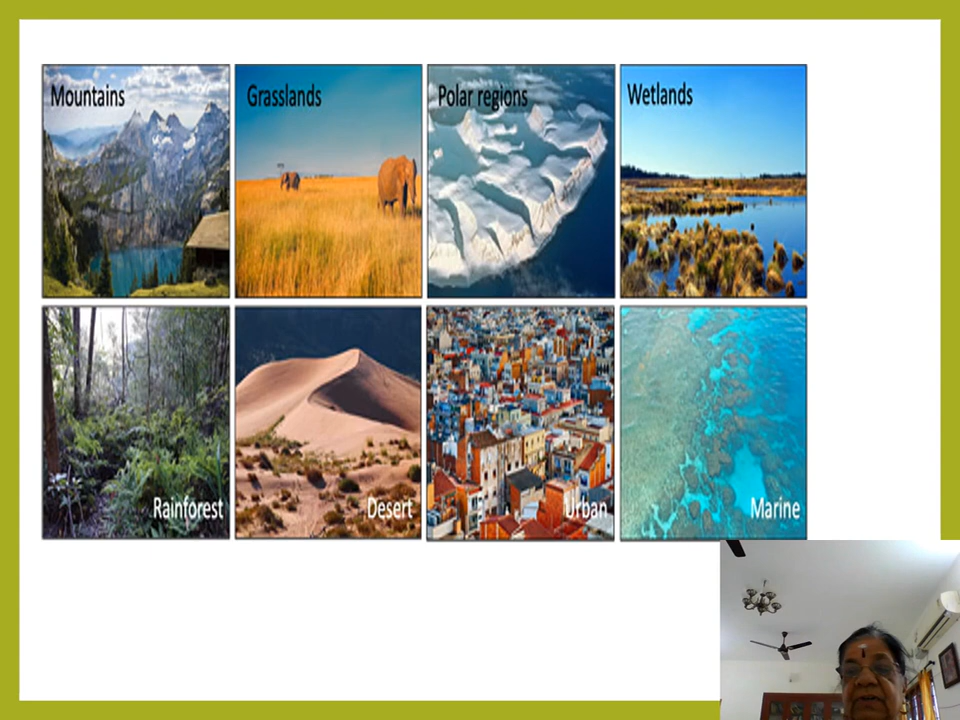 Mountains
Grasslands
Polar regions
Wetlands
Rainforest
Desert
Urban
Marine